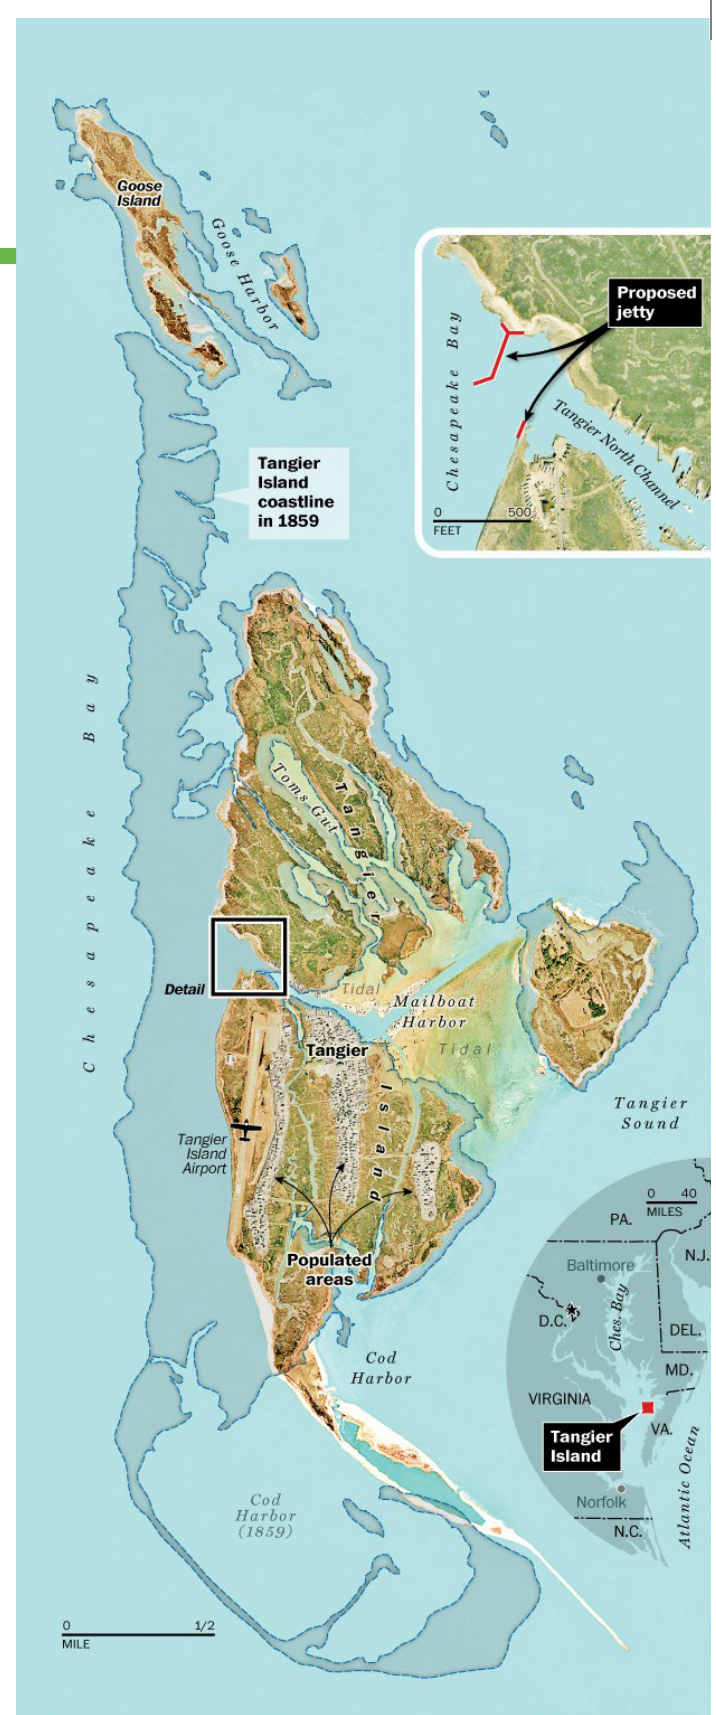 Goose
Island
Goose Harbor
Proposed
jetty
Chesapeake Bay
Tangier North Channel
0 500
FEET
Tangier
Island
coastline
in 1859
Chesapeake Bay
Toms Gut
Tangier
Island
Detail
Tidal
Mailboat
Harbor
Tidal
Tangier
Tangier
Sound
Tangier
Island
Airport
Populated
areas
Cod
Harbor
Cod
Harbor
(1859)
0 1/2
MILE
0 40
MILES
PA.
N.J.
Baltimore
Ches. Bay
D.C.
DEL.
MD.
VIRGINIA
VA.
Tangier
Island
Atlantic Ocean
Norfolk
N.C.